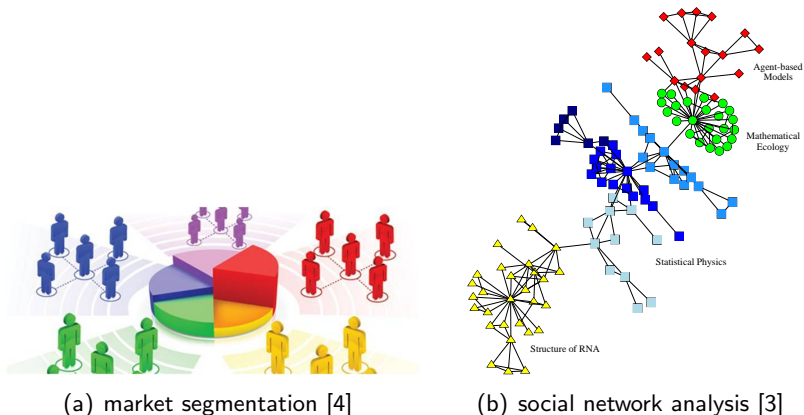 Agent-based
Models
Mathematical
Ecology
Statistical Physics
Structure of RNA
(a) market segmentation [4]
(b) social network analysis [3]